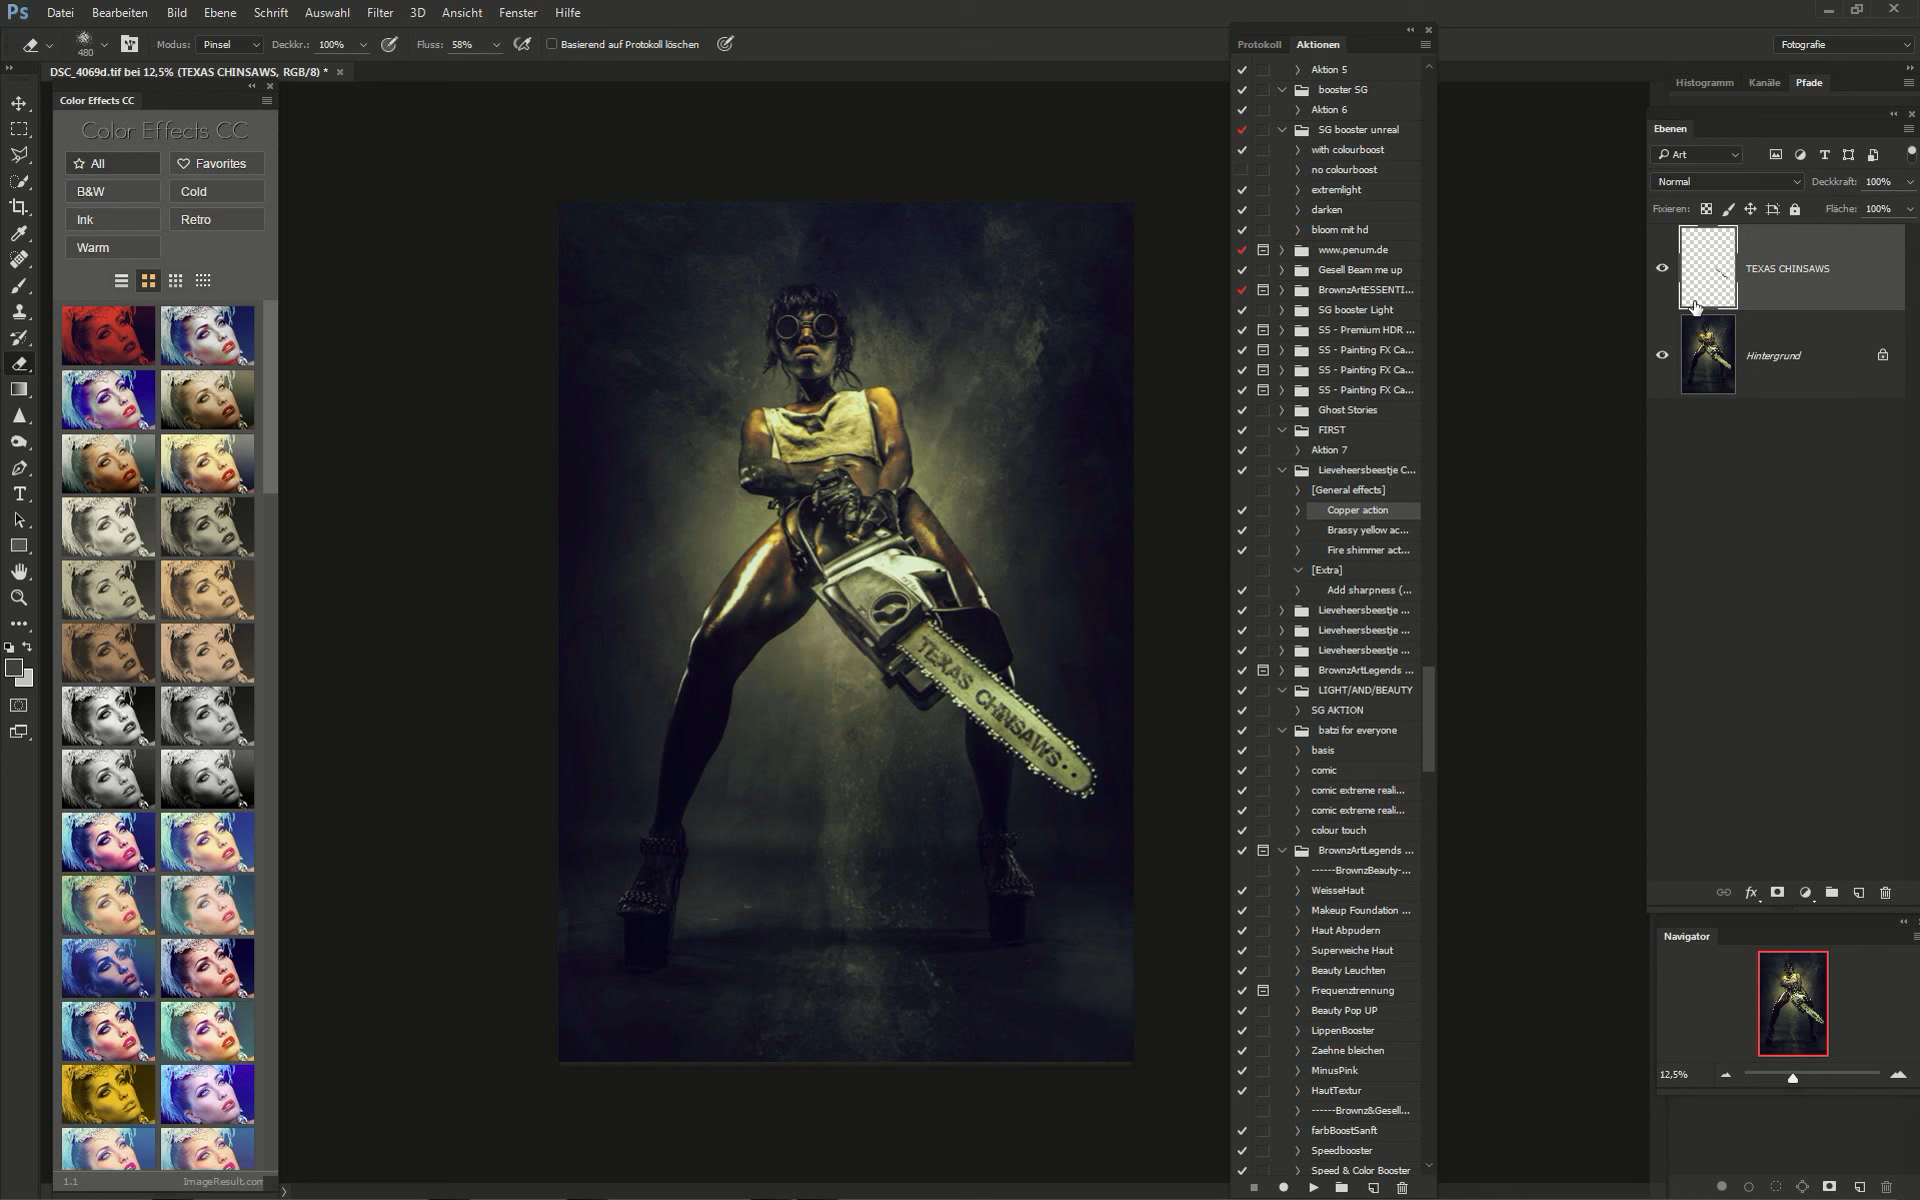 Ps Datei Bearbeiten Bild Ebene Schrift Auswahl Filter 3D Ansicht Fenster Hilfe
480 Modus: Pinsel Deckkr.: 100% Fluss: 58% Basierend auf Protokoll löschen Fotografie
DSC_4069d.tif bei 12,5% (TEXAS CHINSAWS, RGB/8) *
Color Effects CC
Color Effects CC
All Favorites
B&W Cold
Ink Retro
Warm
1.1 ImageResult.com
TEXAS CHINSAWS
Protokoll Aktionen
Aktion 5
booster SG
Aktion 6
SG booster unreal
with colourboost
no colourboost
extremlight
darken
bloom mit hd
www.penum.de
Gesell Beam me up
BrownzArtESSENTI...
SG booster Light
SS - Premium HDR ...
SS - Painting FX Ca...
SS - Painting FX Ca...
SS - Painting FX Ca...
Ghost Stories
FIRST
Aktion 7
Lieveheersbeestje C...
[General effects]
Copper action
Brassy yellow ac...
Fire shimmer act...
[Extra]
Add sharpness (...
Lieveheersbeestje ...
Lieveheersbeestje ...
Lieveheersbeestje ...
BrownzArtLegends ...
LIGHT/AND/BEAUTY
SG AKTION
batzi for everyone
basis
comic
comic extreme reali...
comic extreme reali...
colour touch
BrownzArtLegends ...
------BrownzBeauty-...
WeisseHaut
Makeup Foundation ...
Haut Abpudern
Superweiche Haut
Beauty Leuchten
Frequenztrennung
Beauty Pop UP
LippenBooster
Zaehne bleichen
MinusPink
HautTextur
------Brownz&Gesell...
farbBoostSanft
Speedbooster
Speed & Color Booster
Histogramm Kanäle Pfade
Ebenen
Art
Normal Deckkraft: 100%
Fixieren: Fläche: 100%
TEXAS CHINSAWS
Hintergrund
Navigator
12,5%